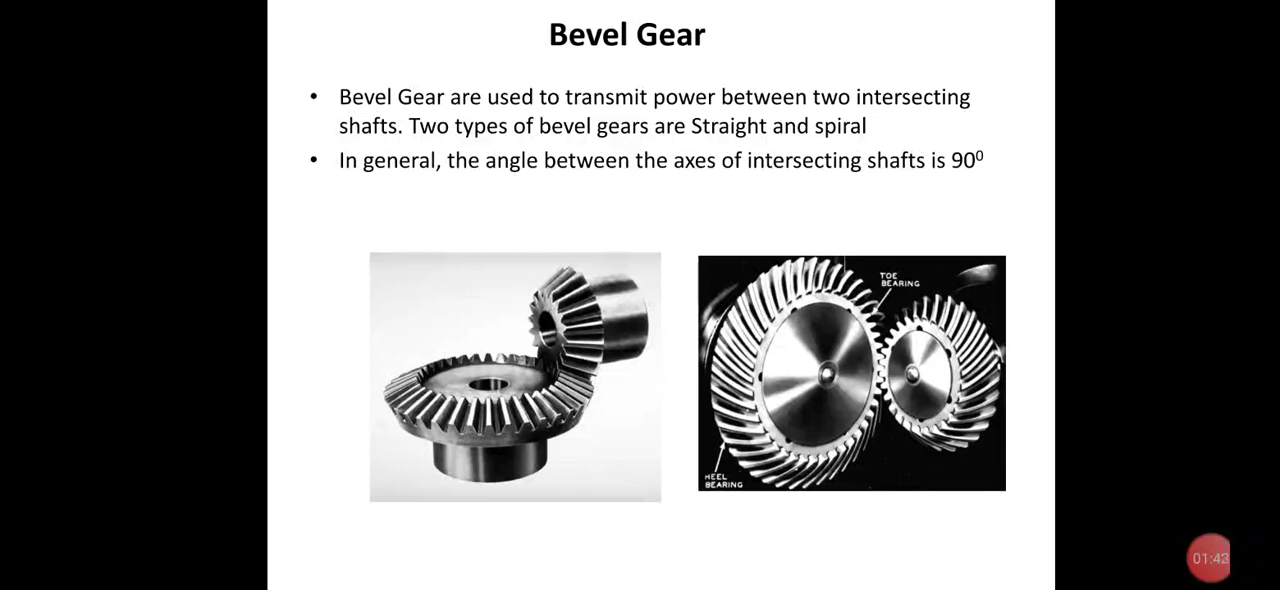 Bevel Gear
• Bevel Gear are used to transmit power between two intersecting
shafts. Two types of bevel gears are Straight and spiral
• In general, the angle between the axes of intersecting shafts is 90⁰
TOE
BEARING
HEEL
BEARING
01:43